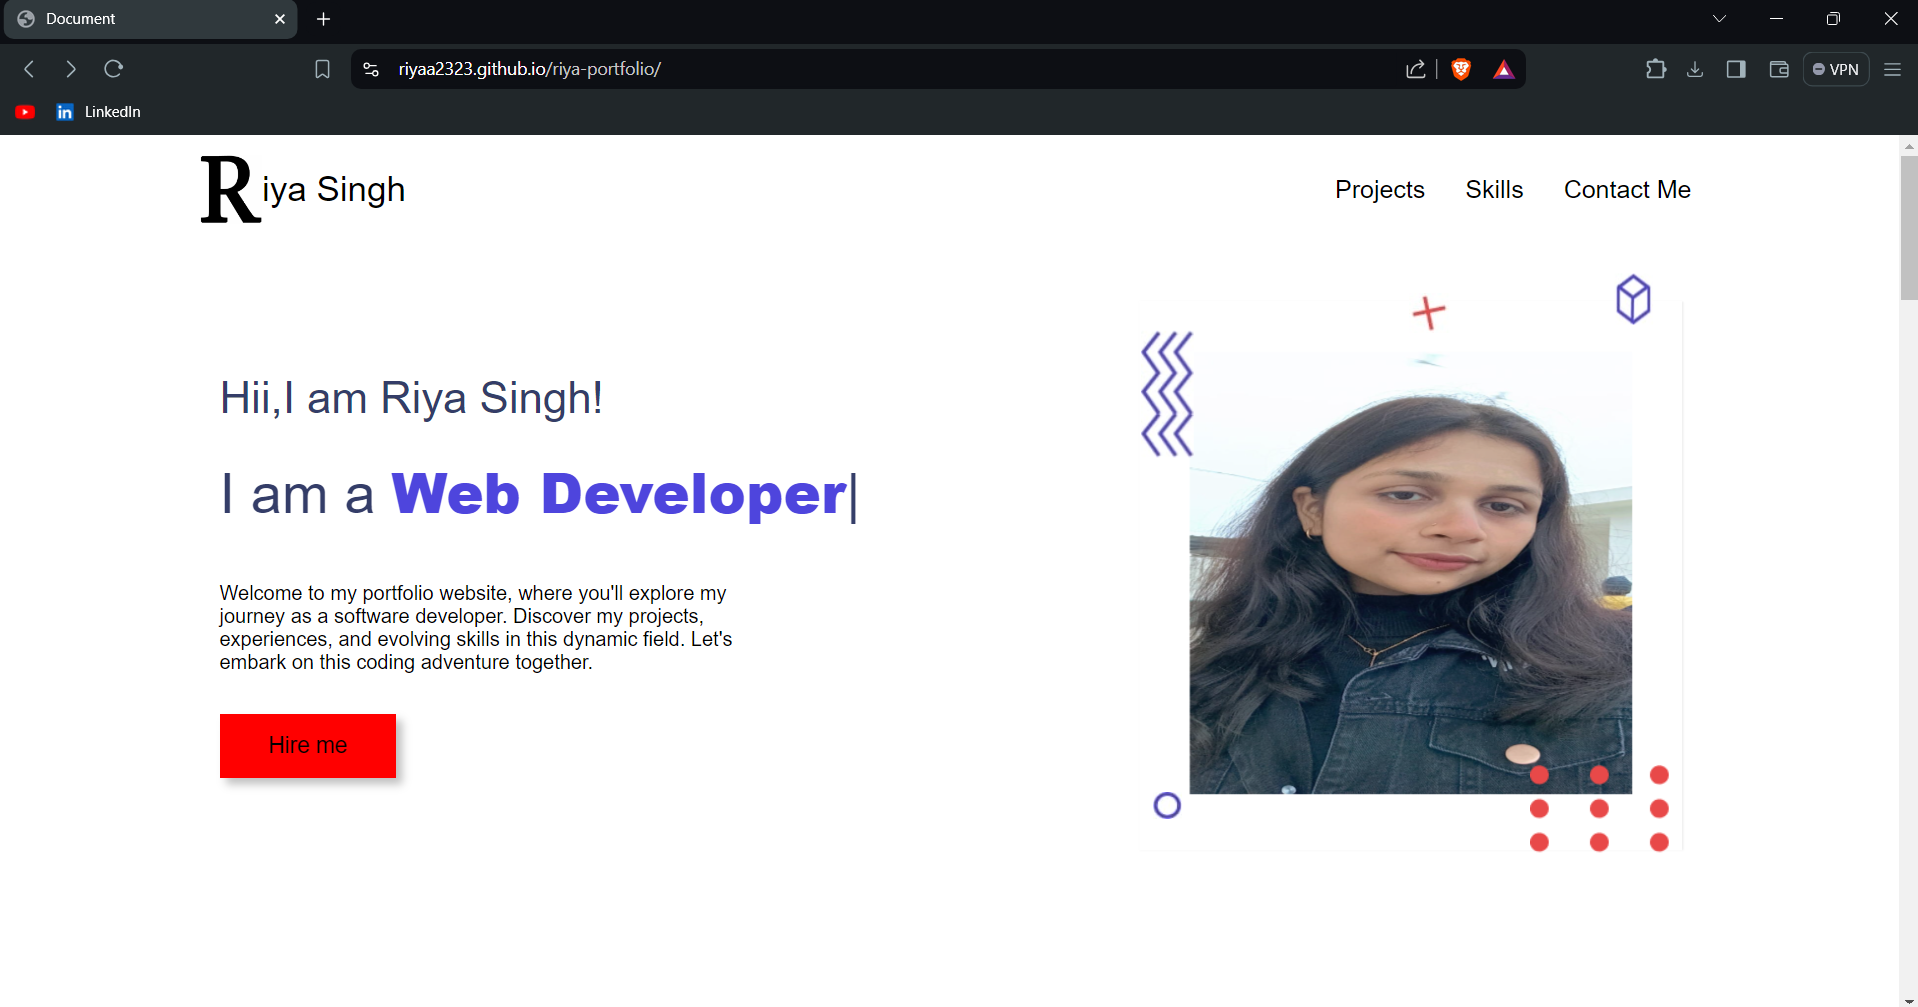 Document
riyaa2323.github.io/riya-portfolio/
VPN
LinkedIn
Riya Singh
Projects Skills Contact Me
Hii,I am Riya Singh!
I am a Web Developer|
Welcome to my portfolio website, where you'll explore my
journey as a software developer. Discover my projects,
experiences, and evolving skills in this dynamic field. Let's
embark on this coding adventure together.
Hire me